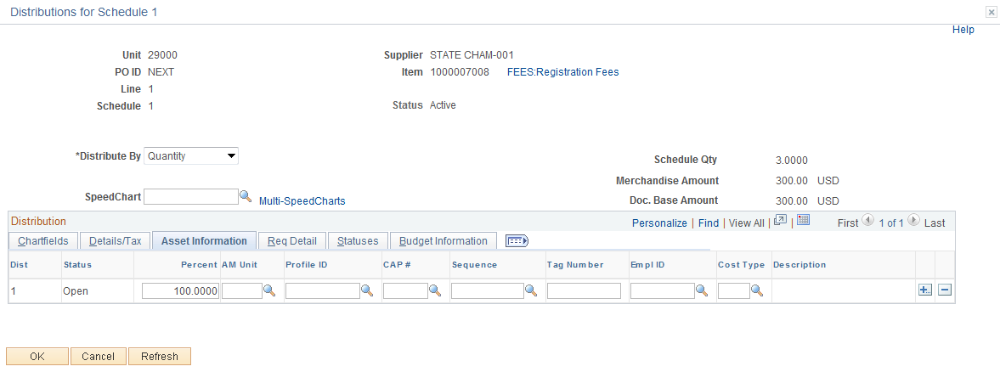 Distributions for Schedule 1
Help
Unit 29000 Supplier STATE CHAM-001
PO ID NEXT Item 1000007008 FEES:Registration Fees
Line 1
Schedule 1 Status Active
*Distribute By Quantity Schedule Qty 3.0000
Merchandise Amount 300.00 USD
SpeedChart Multi-SpeedCharts Doc. Base Amount 300.00 USD
Distribution Personalize | Find | View All | | First 1 of 1 Last
Chartfields Details/Tax Asset Information Req Detail Statuses Budget Information
Dist Status Percent AM Unit Profile ID CAP # Sequence Tag Number Empl ID Cost Type Description
1 Open 100.0000
OK Cancel Refresh